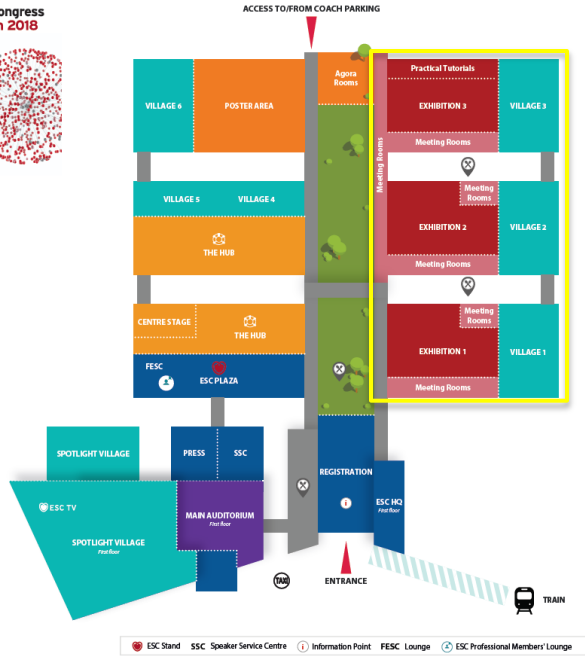 ongress
n 2018
ACCESS TO/FROM COACH PARKING
VILLAGE 6
POSTER AREA
Agora
Rooms
Practical Tutorials
EXHIBITION 3
VILLAGE 3
Meeting Rooms
Meeting Rooms
VILLAGE 5
VILLAGE 4
THE HUB
Meeting
Rooms
EXHIBITION 2
VILLAGE 2
Meeting Rooms
CENTRE STAGE
THE HUB
Meeting
Rooms
EXHIBITION 1
VILLAGE 1
Meeting Rooms
FESC
ESC PLAZA
SPOTLIGHT VILLAGE
PRESS
SSC
REGISTRATION
ESC TV
SPOTLIGHT VILLAGE
First floor
MAIN AUDITORIUM
First floor
ESC HQ
First floor
TAXI
ENTRANCE
TRAIN
ESC Stand SSC Speaker Service Centre Information Point FESC Lounge ESC Professional Members' Lounge